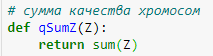 # сумма качества хромосом
def qSumZ(Z):
    return sum(Z)